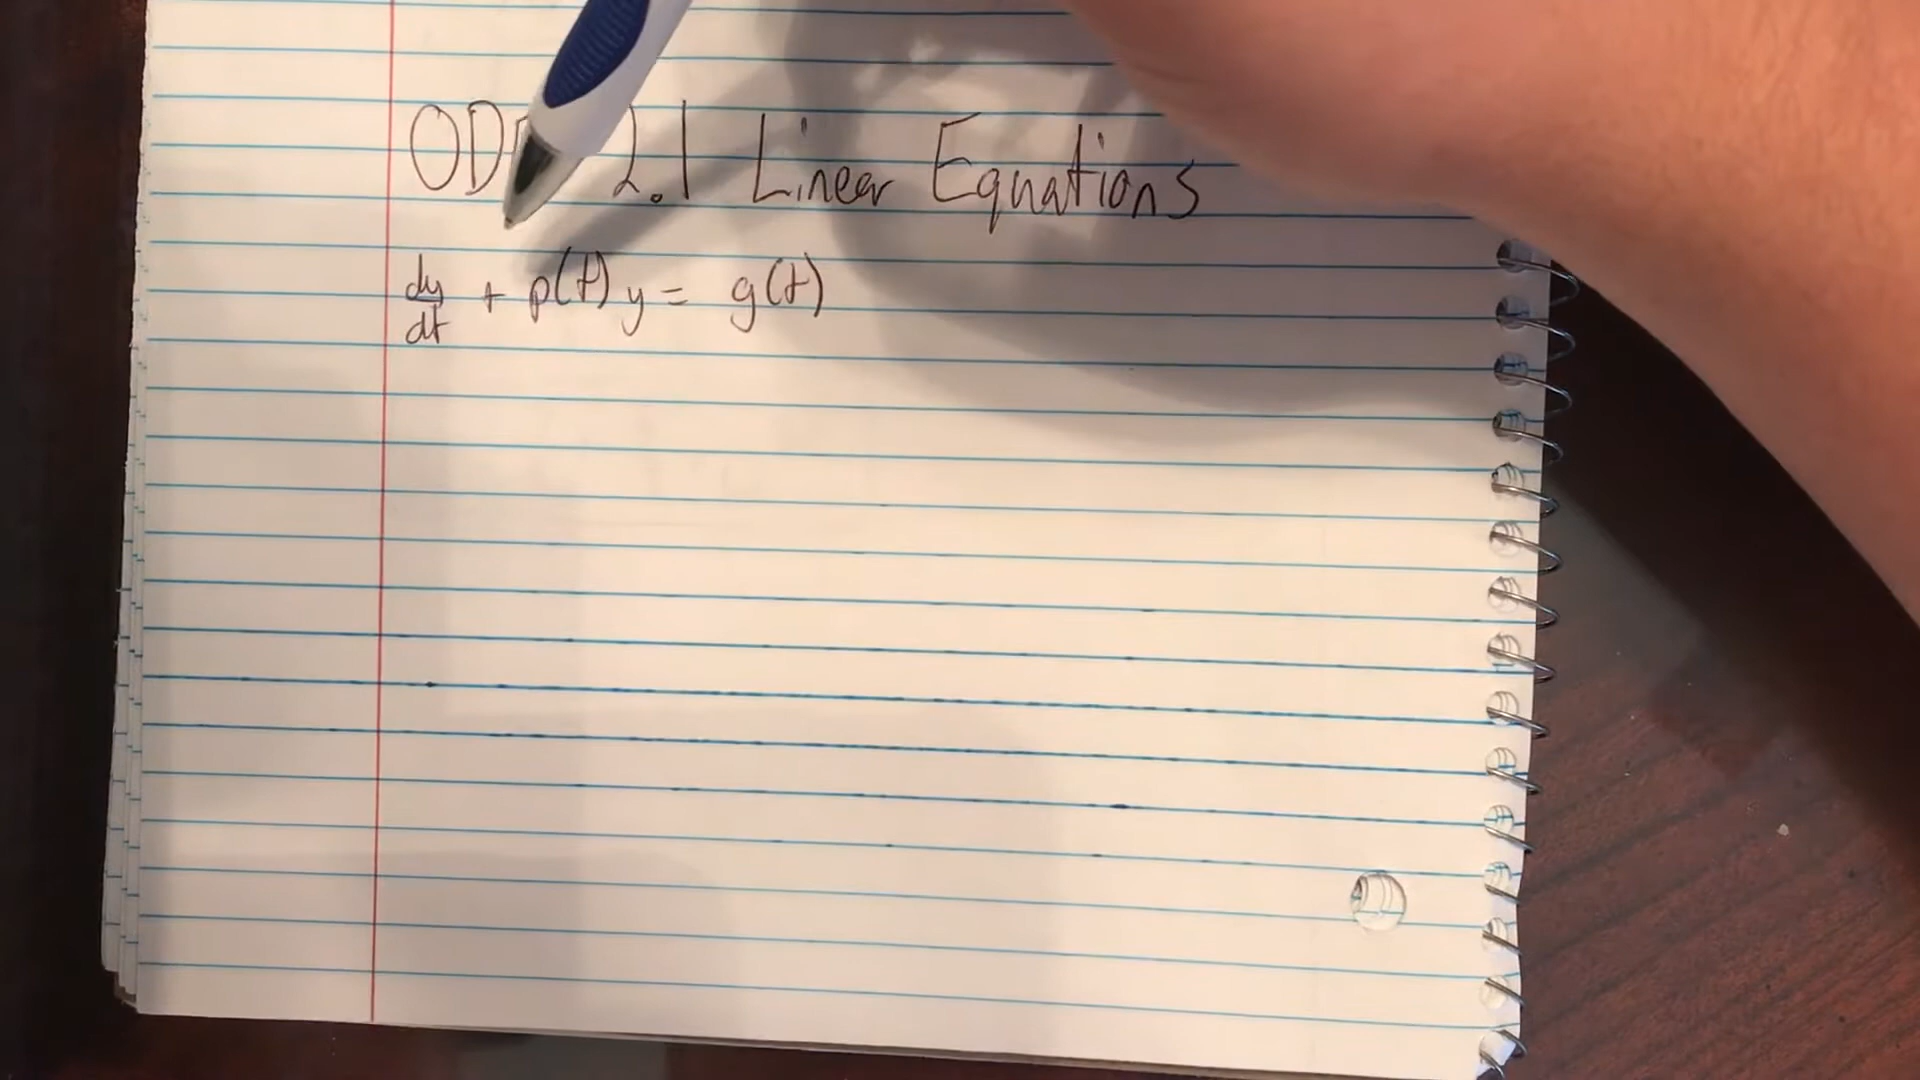 OD 2.1 Linear Equations
dy/dt + p(t) y = g(t)